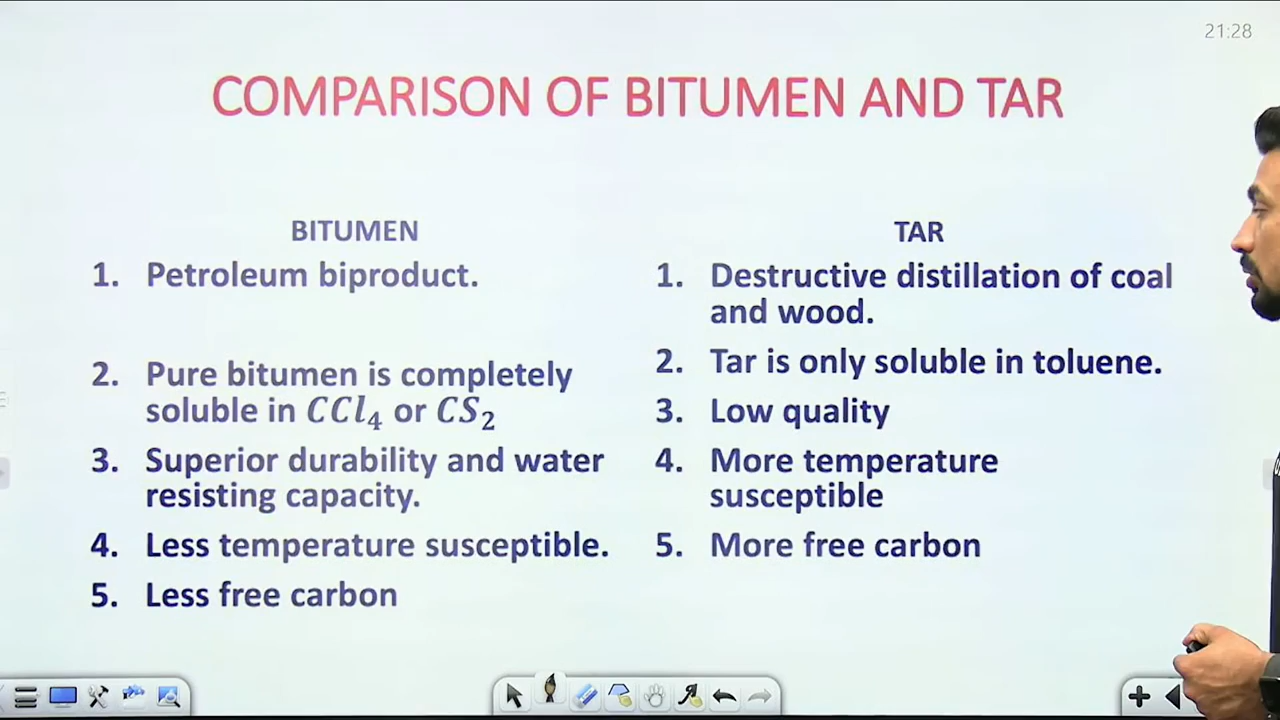 21:28
COMPARISON OF BITUMEN AND TAR
BITUMEN
1. Petroleum biproduct.
2. Pure bitumen is completely
soluble in CCl₄ or CS₂
3. Superior durability and water
resisting capacity.
4. Less temperature susceptible.
5. Less free carbon
TAR
1. Destructive distillation of coal
and wood.
2. Tar is only soluble in toluene.
3. Low quality
4. More temperature
susceptible
5. More free carbon